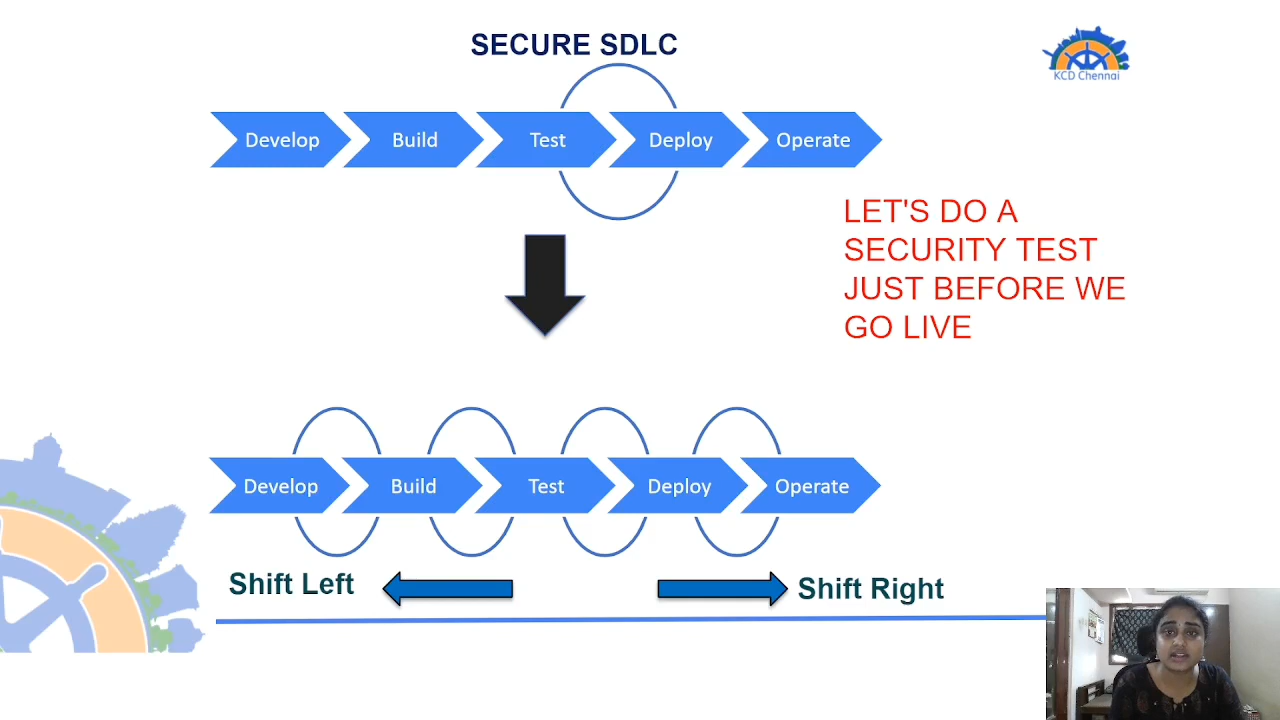 SECURE SDLC
KCD Chennai
Develop
Build
Test
Deploy
Operate
LET'S DO A
SECURITY TEST
JUST BEFORE WE
GO LIVE
Develop
Build
Test
Deploy
Operate
Shift Left
Shift Right